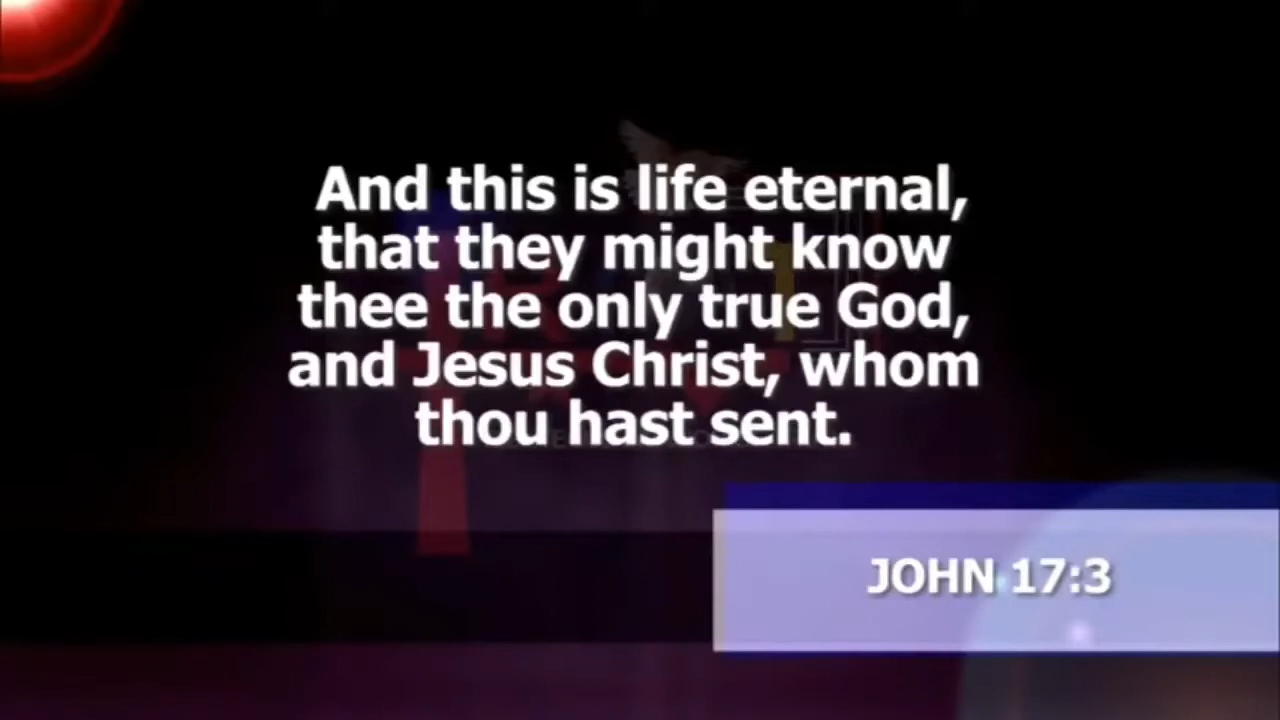 And this is life eternal,
that they might know
thee the only true God,
and Jesus Christ, whom
thou hast sent.
JOHN 17:3